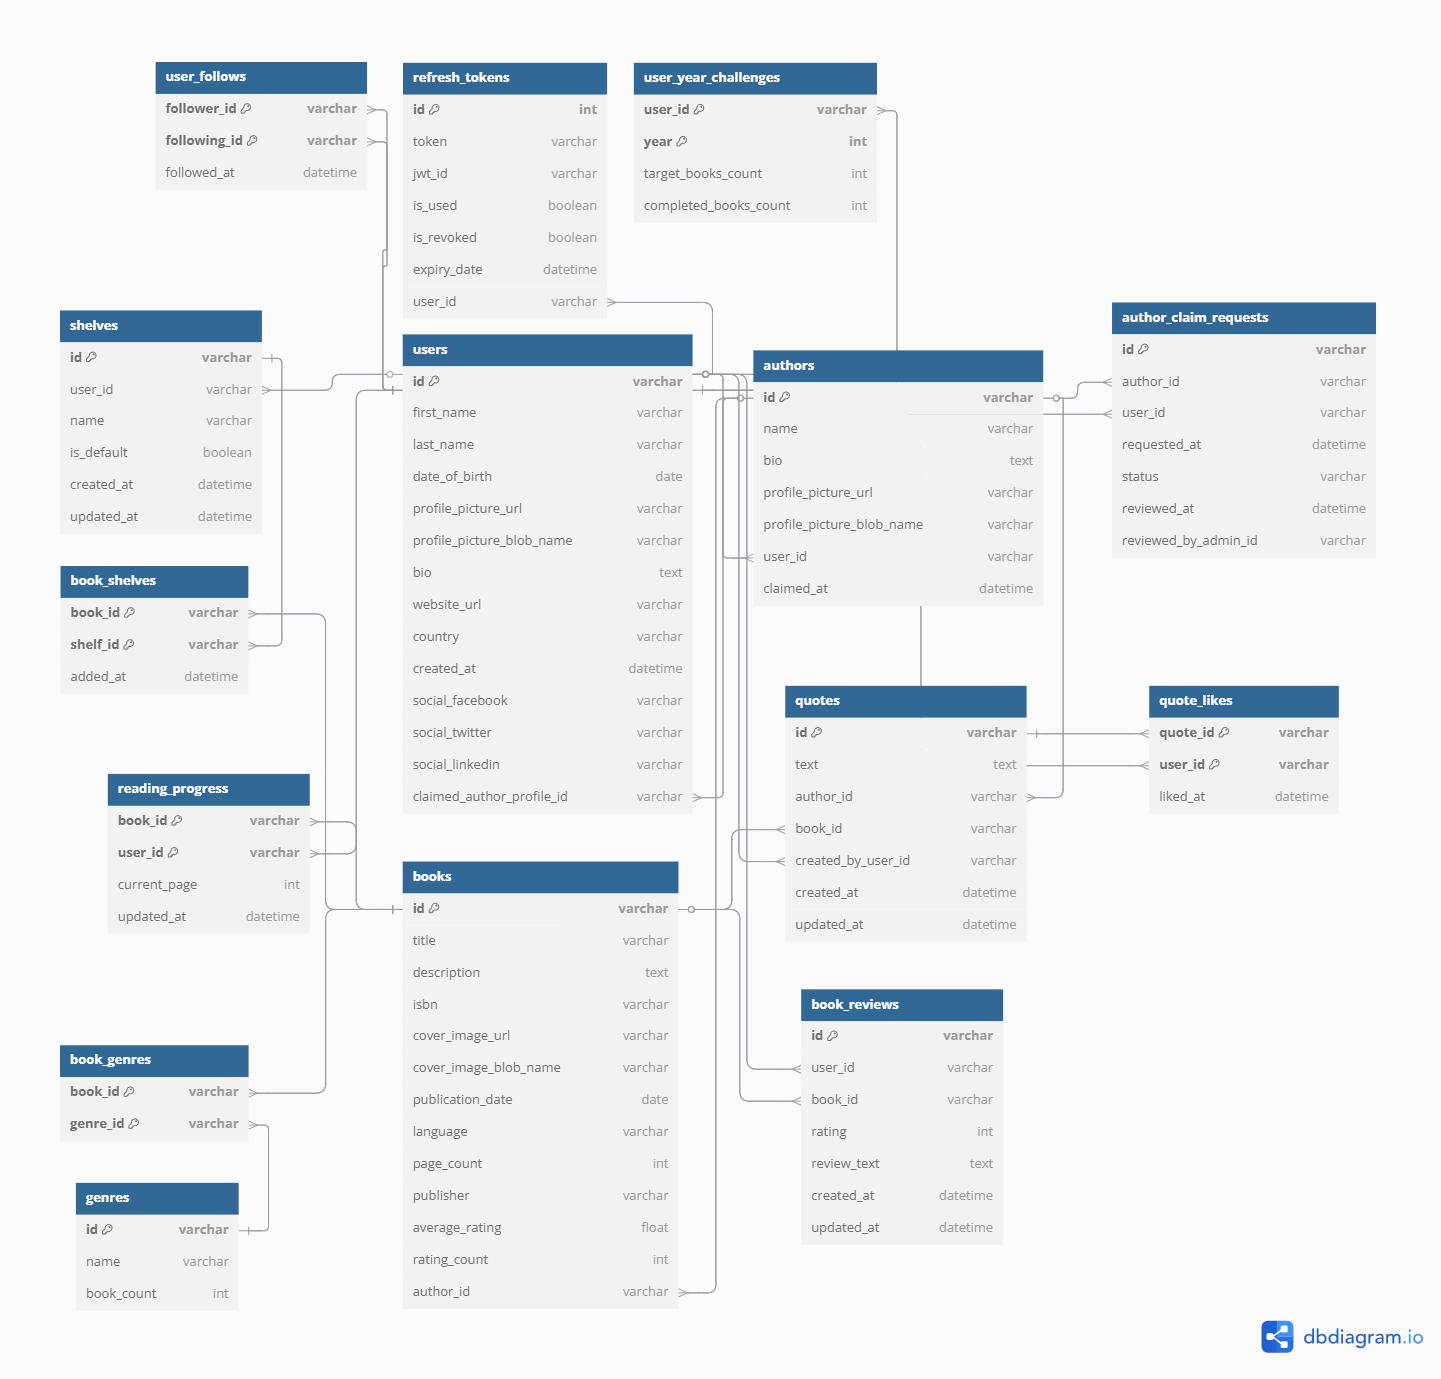 user_follows
follower_id varchar
following_id varchar
followed_at datetime
refresh_tokens
id int
token varchar
jwt_id varchar
is_used boolean
is_revoked boolean
expiry_date datetime
user_id varchar
user_year_challenges
user_id varchar
year int
target_books_count int
completed_books_count int
shelves
id varchar
user_id varchar
name varchar
is_default boolean
created_at datetime
updated_at datetime
users
id varchar
first_name varchar
last_name varchar
date_of_birth date
profile_picture_url varchar
profile_picture_blob_name varchar
bio text
website_url varchar
country varchar
created_at datetime
social_facebook varchar
social_twitter varchar
social_linkedin varchar
claimed_author_profile_id varchar
authors
id varchar
name varchar
bio text
profile_picture_url varchar
profile_picture_blob_name varchar
user_id varchar
claimed_at datetime
author_claim_requests
id varchar
author_id varchar
user_id varchar
requested_at datetime
status varchar
reviewed_at datetime
reviewed_by_admin_id varchar
book_shelves
book_id varchar
shelf_id varchar
added_at datetime
quotes
id varchar
text text
author_id varchar
book_id varchar
created_by_user_id varchar
created_at datetime
updated_at datetime
quote_likes
quote_id varchar
user_id varchar
liked_at datetime
reading_progress
book_id varchar
user_id varchar
current_page int
updated_at datetime
books
id varchar
title varchar
description text
isbn varchar
cover_image_url varchar
cover_image_blob_name varchar
publication_date date
language varchar
page_count int
publisher varchar
average_rating float
rating_count int
author_id varchar
book_reviews
id varchar
user_id varchar
book_id varchar
rating int
review_text text
created_at datetime
updated_at datetime
book_genres
book_id varchar
genre_id varchar
genres
id varchar
name varchar
book_count int
dbdiagram.io